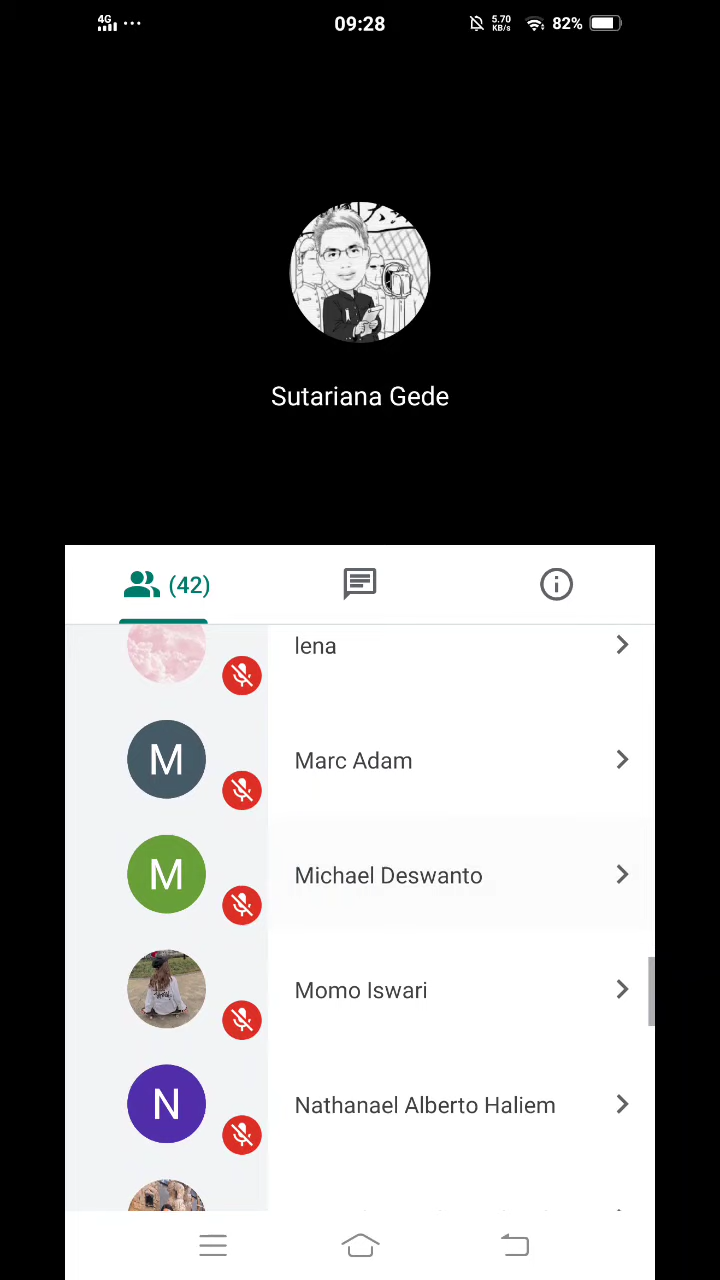 4G
09:28
5.70
KB/s
82%
Sutariana Gede
(42)
lena
M
Marc Adam
M
Michael Deswanto
Momo Iswari
N
Nathanael Alberto Haliem